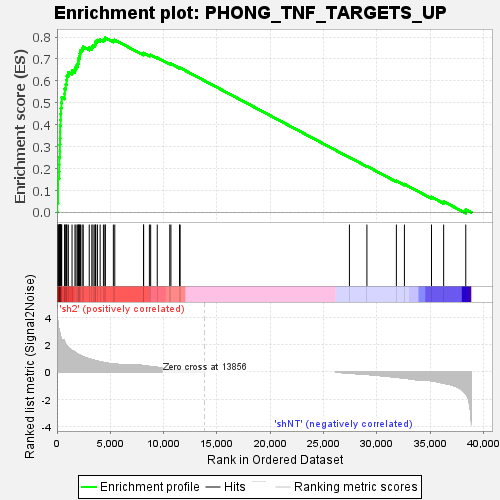 Enrichment plot: PHONG_TNF_TARGETS_UP
Enrichment score (ES)
0.8
0.7
0.6
0.5
0.4
0.3
0.2
0.1
0.0
'sh2' (positively correlated)
Ranked list metric (Signal2Noise)
4
2
0
-2
-4
Zero cross at 13856
'shNT' (negatively correlated)
0 5,000 10,000 15,000 20,000 25,000 30,000 35,000 40,000
Rank in Ordered Dataset
Enrichment profile Hits Ranking metric scores